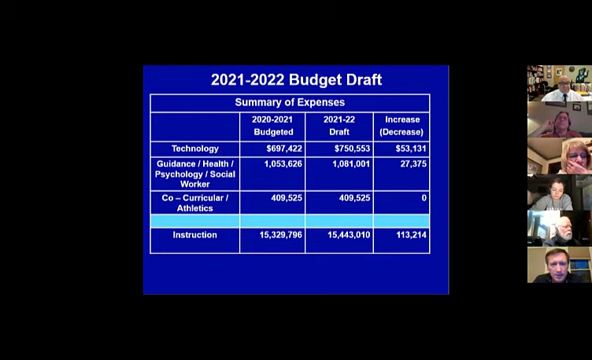 2021-2022 Budget Draft
Summary of Expenses
2020-2021 Budgeted 2021-22 Draft Increase (Decrease)
Technology $697,422 $750,553 $53,131
Guidance / Health / Psychology / Social Worker 1,053,626 1,081,001 27,375
Co – Curricular / Athletics 409,525 409,525 0
Instruction 15,329,796 15,443,010 113,214